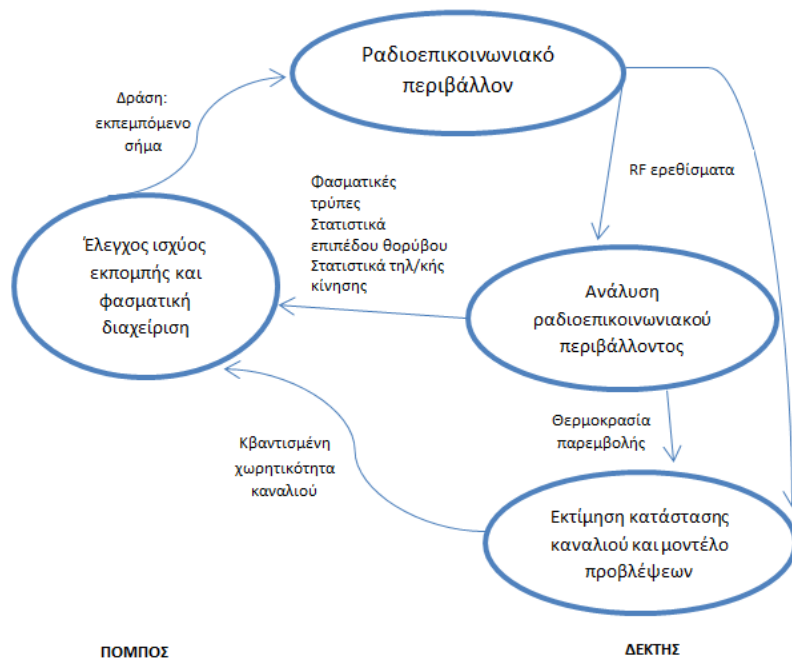 Ραδιοεπικοινωνιακό
περιβάλλον
Δράση:
εκπεμπόμενο
σήμα
RF ερεθίσματα
Φασματικές
τρύπες
Στατιστικά
επιπέδου θορύβου
Στατιστικά τηλ/κής
κίνησης
Έλεγχο ισχύος
εκπομπής και
φασματική
διαχείριση
Ανάλυση
ραδιοεπικοινωνιακού
περιβάλλοντος
Θερμοκρασία
παρεμβολής
Κβαντισμένη
χωρητικότητα
καναλιού
Εκτίμηση κατάστασης
καναλιού και μοντέλο
προβλέψεων
ΠΟΜΠΟΣ
ΔΕΚΤΗΣ